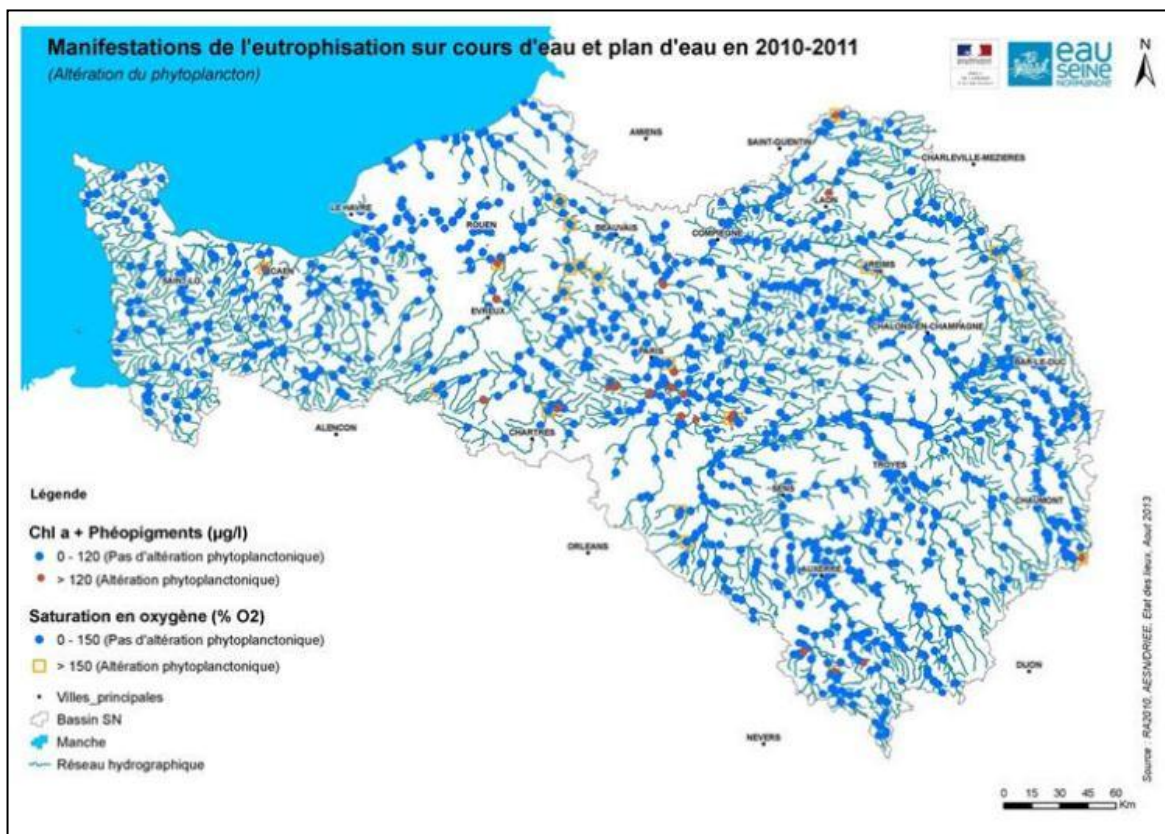 Manifestations de l'eutrophisation sur cours d'eau et plan d'eau en 2010-2011
(Altération du phytoplancton)
eau
SEINE
NORMANDIE
N
AMIENS
SAINT-QUENTIN
CHARLEVILLE-MEZIERES
LAON
LE HAVRE
ROUEN
BEAUVAIS
COMPIEGNE
CAEN
SAINT-LO
REIMS
EVREUX
CHALONS-EN-CHAMPAGNE
PARIS
BAR-LE-DUC
ALENCON
CHARTRES
TROYES
SENS
CHAUMONT
ORLEANS
AUXERRE
DIJON
NEVERS
Légende
Chl a + Phéopigments (µg/l)
0 - 120 (Pas d'altération phytoplanctonique)
> 120 (Altération phytoplanctonique)
Saturation en oxygène (% O2)
0 - 150 (Pas d'altération phytoplanctonique)
> 150 (Altération phytoplanctonique)
Villes_principales
Bassin SN
Manche
Réseau hydrographique
0 15 30 45 60
Km
Source : RA2010, AESN/DRIEE, Etat des lieux, Aout 2013